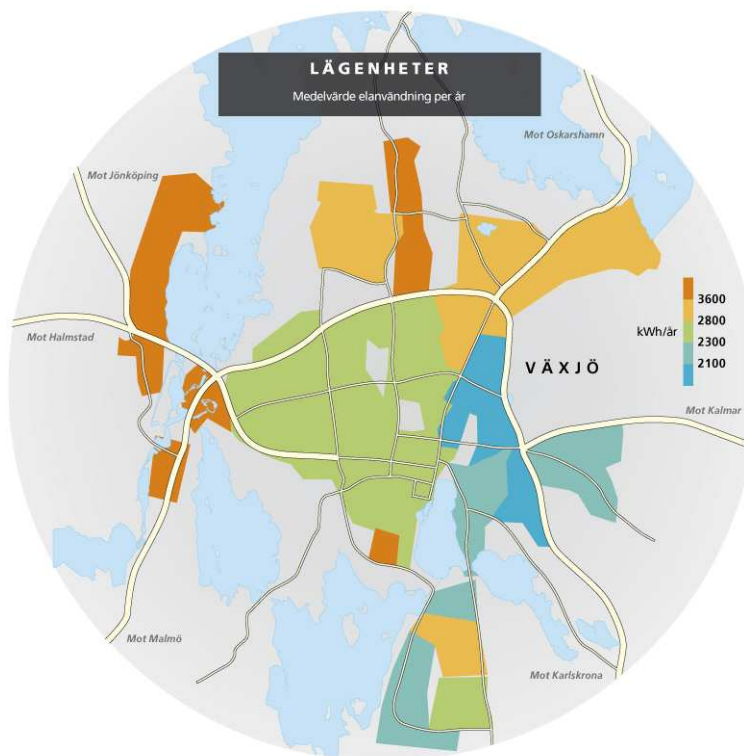 LÄGENHETER
Medelvärde elanvändning per år
Mot Oskarshamn
Mot Jönköping
3600
2800
kWh/år
2300
2100
Mot Halmstad
VÄXJÖ
Mot Kalmar
Mot Malmö
Mot Karlskrona